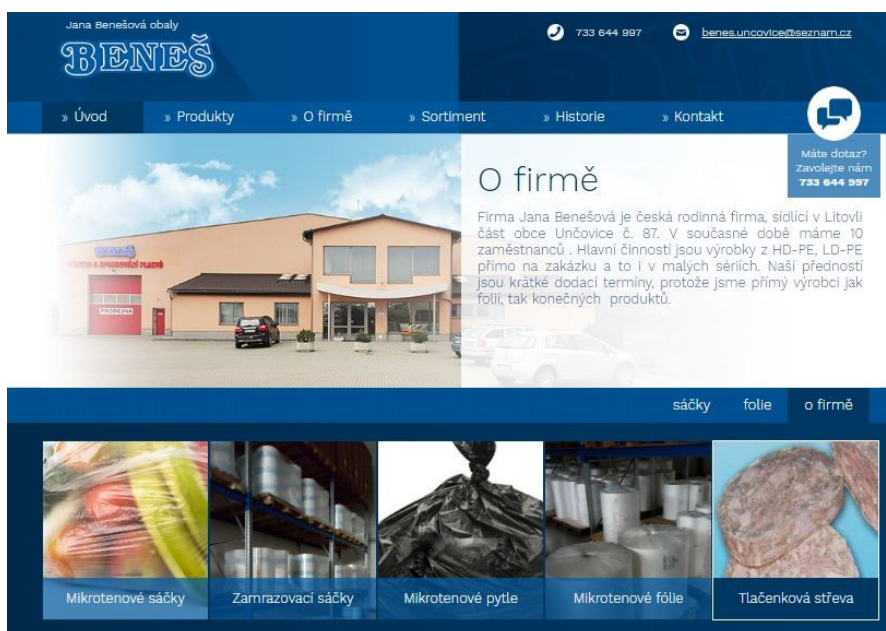 Jana Benešová obaly
BENEŠ
733 644 997
benes.uncovice@seznam.cz
» Úvod
» Produkty
» O firmě
» Sortiment
» Historie
» Kontakt
Máte dotaz?
Zavolejte nám
733 644 997
O firmě
Firma Jana Benešová je česká rodinná firma, sídlící v Litovli
část obce Unčovice č. 87. V současné době máme 10
zaměstnanců . Hlavní činností jsou výrobky z HD-PE, LD-PE
přímo na zakázku a to i v malých sériích. Naší předností
jsou krátké dodací termíny, protože jsme přímý výrobci jak
folií, tak konečných produktů.
BENEŠ
PRODEJNA
sáčky
folie
o firmě
Mikrotenové sáčky
Zamrazovací sáčky
Mikrotenové pytle
Mikrotenové fólie
Tlačenková střeva